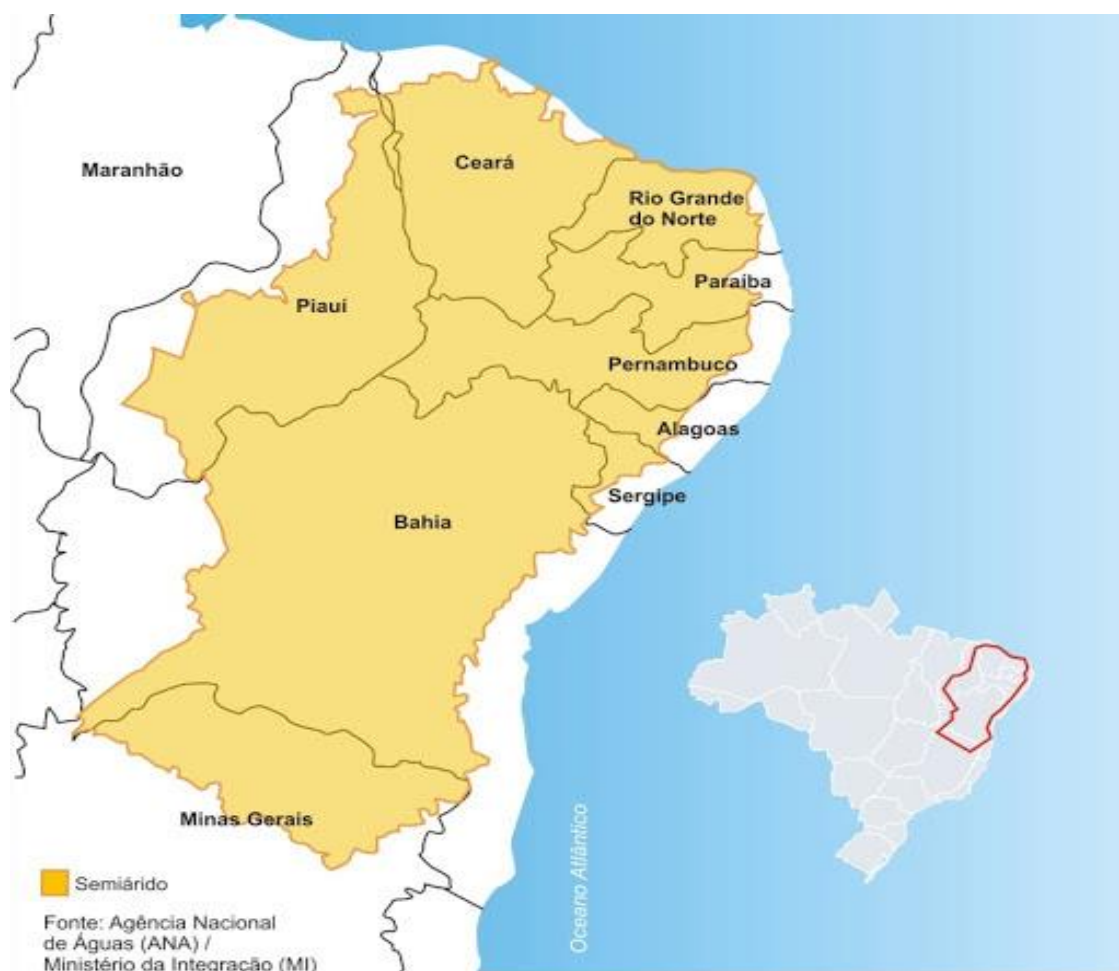 Maranhão
Ceará
Rio Grande
do Norte
Paraíba
Piauí
Pernambuco
Alagoas
Sergipe
Bahia
Minas Gerais
Semiárido
Fonte: Agência Nacional
de Águas (ANA) /
Ministério da Integração (MI)
Oceano Atlântico